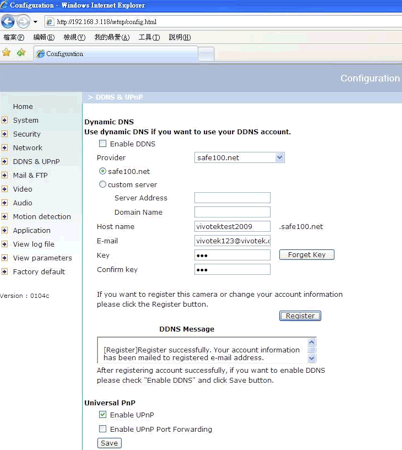 Configuration - Windows Internet Explorer
http://192.168.3.118/setup/config.html
檔案(F) 編輯(E) 檢視(V) 我的最愛(A) 工具(T) 說明(H)
Configuration
Configuration
> DDNS & UPnP
Home
System
Security
Network
DDNS & UPnP
Mail & FTP
Video
Audio
Motion detection
Application
View log file
View parameters
Factory default
Version : 0104c
Dynamic DNS
Use dynamic DNS if you want to use your DDNS account.
Enable DDNS
Provider safe100.net
safe100.net
custom server
Server Address
Domain Name
Host name vivotektest2009 .safe100.net
E-mail vivotek123@vivotek.c
Key ••• Forget Key
Confirm key •••
If you want to register this camera or change your account information
please click the Register button.
Register
DDNS Message
[Register]Register successfully. Your account information
has been mailed to registered e-mail address.
After registering account successfully, if you want to enable DDNS
please check "Enable DDNS" and click Save button.
Universal PnP
Enable UPnP
Enable UPnP Port Forwarding
Save